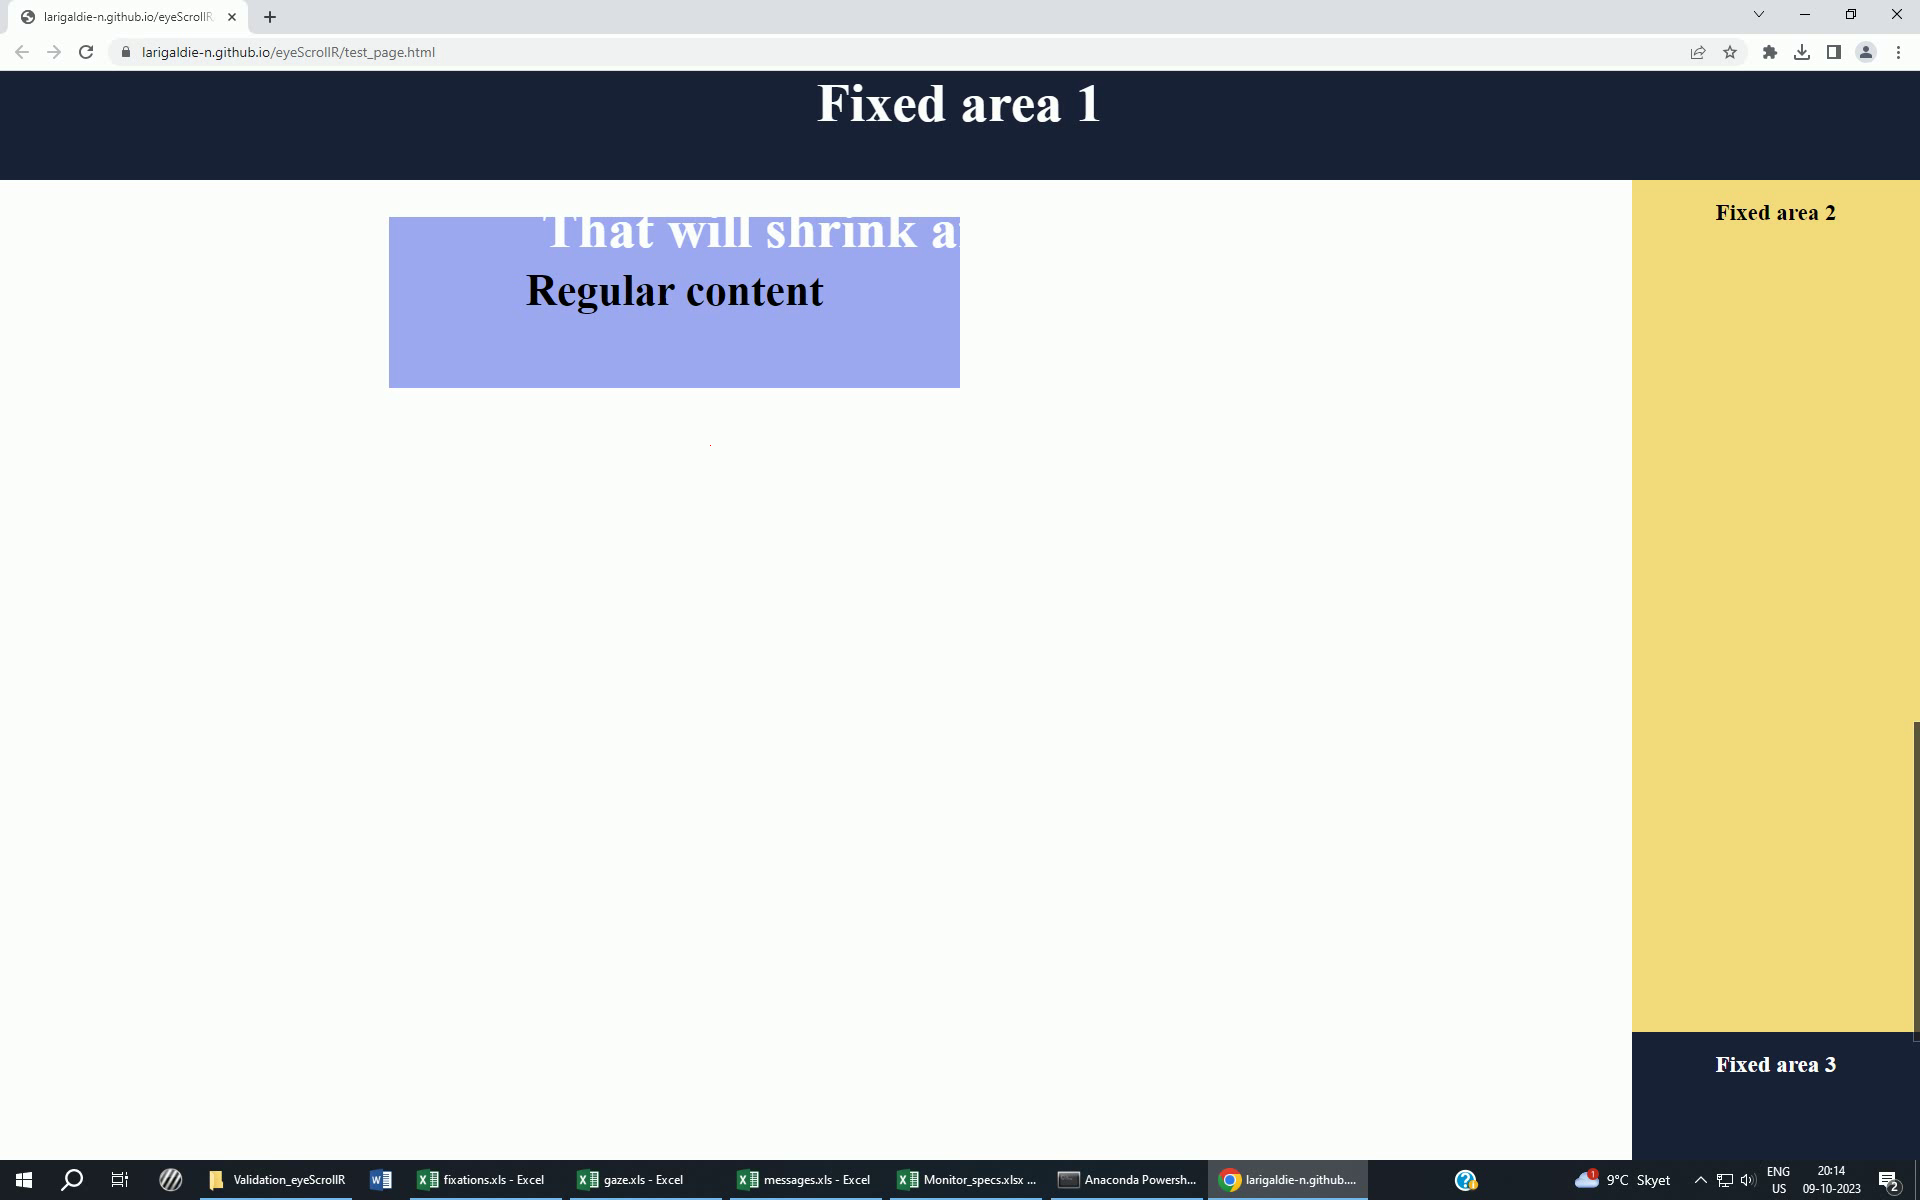 larigaldie-n.github.io/eyeScrollR
larigaldie-n.github.io/eyeScrollR/test_page.html
Fixed area 1
Fixed area 2
That will shrink a
Regular content
Fixed area 3
Validation_eyeScrollR
fixations.xls - Excel
gaze.xls - Excel
messages.xls - Excel
Monitor_specs.xlsx ...
Anaconda Powersh...
larigaldie-n.github....
1
9°C Skyet
ENG
US
20:14
09-10-2023
2